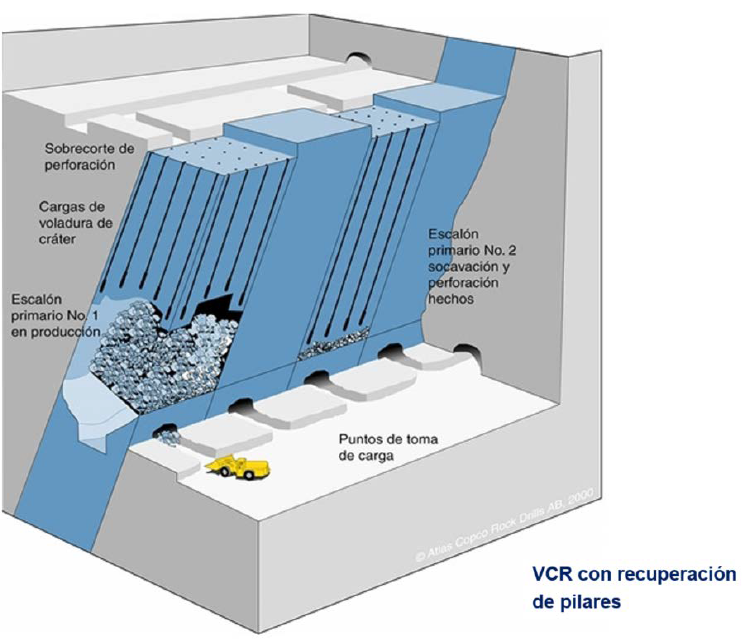 Sobrecorte de
perforación
Cargas de
voladura de
cráter
Escalón
primario No. 2
socavación y
perforación
hechos
Escalón
primario No. 1
en producción
Puntos de toma
de carga
© Atlas Copco Rock Drills AB, 2000
VCR con recuperación
de pilares